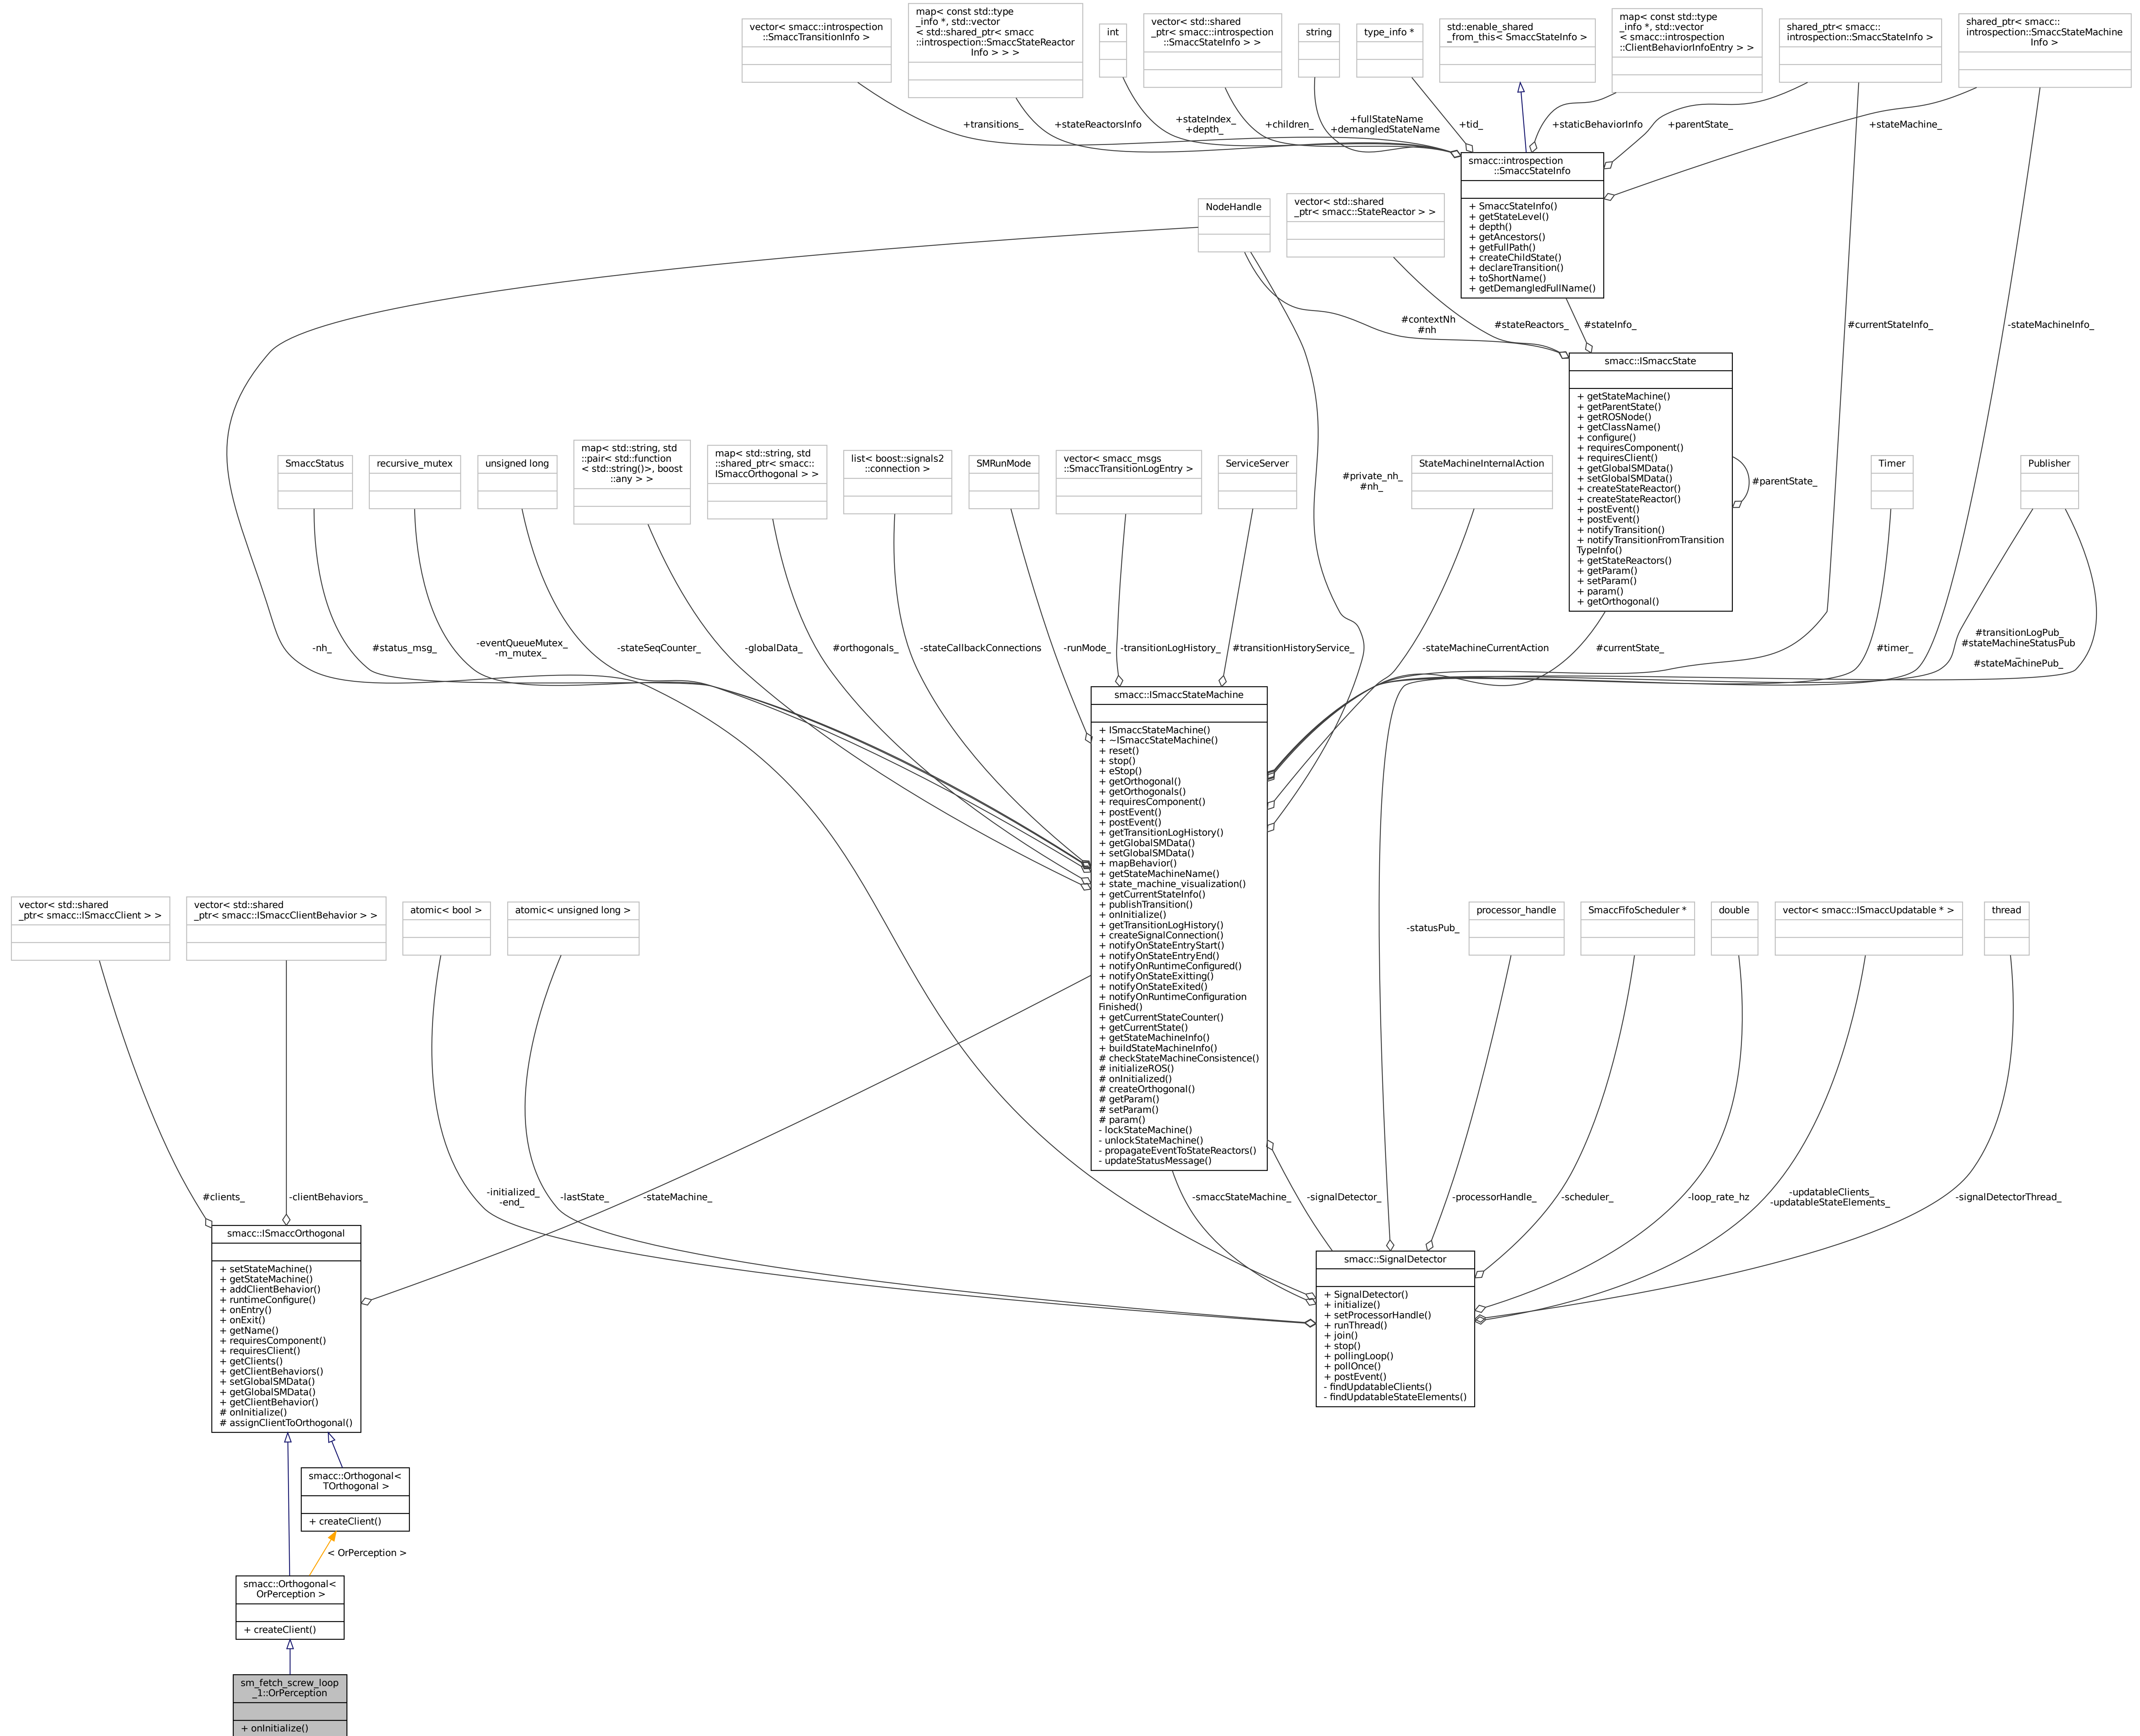 vector< smacc::introspection
::SmaccTransitionInfo >
map< const std::type
_info *, std::vector
< std::shared_ptr< smacc
::introspection::SmaccStateReactor
Info > > >
int
vector< std::shared
_ptr< smacc::introspection
::SmaccStateInfo > >
string
type_info *
std::enable_shared
_from_this< SmaccStateInfo >
map< const std::type
_info *, std::vector
< smacc::introspection
::ClientBehaviorInfoEntry > >
shared_ptr< smacc::
introspection::SmaccStateInfo >
shared_ptr< smacc::
introspection::SmaccStateMachine
Info >
+transitions_
+stateReactorsInfo
+stateIndex_
+depth_
+children_
+fullStateName
+demangledStateName
+tid_
+staticBehaviorInfo
+parentState_
+stateMachine_
smacc::introspection
::SmaccStateInfo
+ SmaccStateInfo()
+ getStateLevel()
+ depth()
+ getAncestors()
+ getFullPath()
+ createChildState()
+ declareTransition()
+ toShortName()
+ getDemangledFullName()
NodeHandle
vector< std::shared
_ptr< smacc::StateReactor > >
#contextNh
#nh
#stateReactors_
#stateInfo_
#currentStateInfo_
-stateMachineInfo_
smacc::ISmaccState
+ getStateMachine()
+ getParentState()
+ getROSNode()
+ getClassName()
+ configure()
+ requiresComponent()
+ requiresClient()
+ getGlobalSMData()
+ setGlobalSMData()
+ createStateReactor()
+ createStateReactor()
+ postEvent()
+ postEvent()
+ notifyTransition()
+ notifyTransitionFromTransition
TypeInfo()
+ getStateReactors()
+ getParam()
+ setParam()
+ param()
+ getOrthogonal()
#parentState_
SmaccStatus
recursive_mutex
unsigned long
map< std::string, std
::pair< std::function
< std::string()>, boost
::any > >
map< std::string, std
::shared_ptr< smacc::
ISmaccOrthogonal > >
list< boost::signals2
::connection >
SMRunMode
vector< smacc_msgs
::SmaccTransitionLogEntry >
ServiceServer
#private_nh_
#nh_
StateMachineInternalAction
Timer
Publisher
-nh_
#status_msg_
-eventQueueMutex_
-m_mutex_
-stateSeqCounter_
-globalData_
#orthogonals_
-stateCallbackConnections
-runMode_
-transitionLogHistory_
#transitionHistoryService_
-stateMachineCurrentAction
#currentState_
#timer_
#transitionLogPub_
#stateMachineStatusPub
_
#stateMachinePub_
smacc::ISmaccStateMachine
+ ISmaccStateMachine()
+ ~ISmaccStateMachine()
+ reset()
+ stop()
+ eStop()
+ getOrthogonal()
+ getOrthogonals()
+ requiresComponent()
+ postEvent()
+ postEvent()
+ getTransitionLogHistory()
+ getGlobalSMData()
+ setGlobalSMData()
+ mapBehavior()
+ getStateMachineName()
+ state_machine_visualization()
+ getCurrentStateInfo()
+ publishTransition()
+ onInitialize()
+ getTransitionLogHistory()
+ createSignalConnection()
+ notifyOnStateEntryStart()
+ notifyOnStateEntryEnd()
+ notifyOnRuntimeConfigured()
+ notifyOnStateExitting()
+ notifyOnStateExited()
+ notifyOnRuntimeConfiguration
Finished()
+ getCurrentStateCounter()
+ getCurrentState()
+ getStateMachineInfo()
+ buildStateMachineInfo()
# checkStateMachineConsistence()
# initializeROS()
# onInitialized()
# createOrthogonal()
# getParam()
# setParam()
# param()
- lockStateMachine()
- unlockStateMachine()
- propagateEventToStateReactors()
- updateStatusMessage()
vector< std::shared
_ptr< smacc::ISmaccClient > >
vector< std::shared
_ptr< smacc::ISmaccClientBehavior > >
atomic< bool >
atomic< unsigned long >
-statusPub_
processor_handle
SmaccFifoScheduler *
double
vector< smacc::ISmaccUpdatable * >
thread
#clients_
-clientBehaviors_
-initialized_
-end_
-lastState_
-stateMachine_
-smaccStateMachine_
-signalDetector_
-processorHandle_
-scheduler_
-loop_rate_hz
-updatableClients_
-updatableStateElements_
-signalDetectorThread_
smacc::ISmaccOrthogonal
+ setStateMachine()
+ getStateMachine()
+ addClientBehavior()
+ runtimeConfigure()
+ onEntry()
+ onExit()
+ getName()
+ requiresComponent()
+ requiresClient()
+ getClients()
+ getClientBehaviors()
+ setGlobalSMData()
+ getGlobalSMData()
+ getClientBehavior()
# onInitialize()
# assignClientToOrthogonal()
smacc::SignalDetector
+ SignalDetector()
+ initialize()
+ setProcessorHandle()
+ runThread()
+ join()
+ stop()
+ pollingLoop()
+ pollOnce()
+ postEvent()
- findUpdatableClients()
- findUpdatableStateElements()
smacc::Orthogonal<
TOrthogonal >
+ createClient()
< OrPerception >
smacc::Orthogonal<
OrPerception >
+ createClient()
sm_fetch_screw_loop
_1::OrPerception
+ onInitialize()